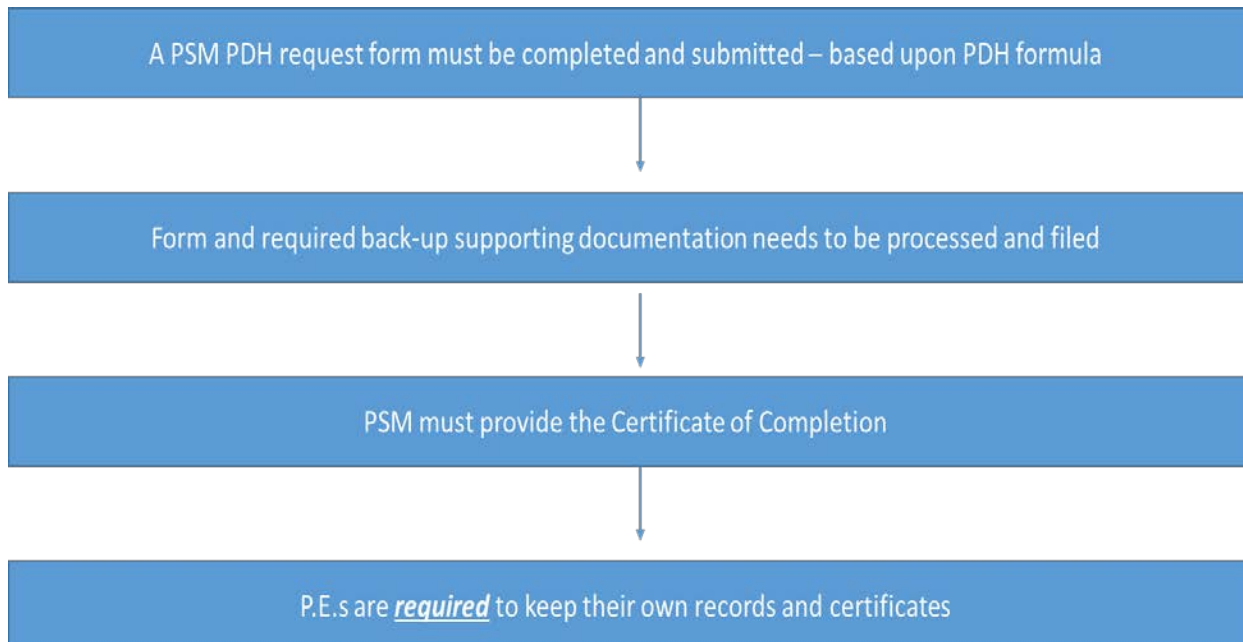 A PSM PDH request form must be completed and submitted – based upon PDH formula
Form and required back-up supporting documentation needs to be processed and filed
PSM must provide the Certificate of Completion
P.E.s are required to keep their own records and certificates